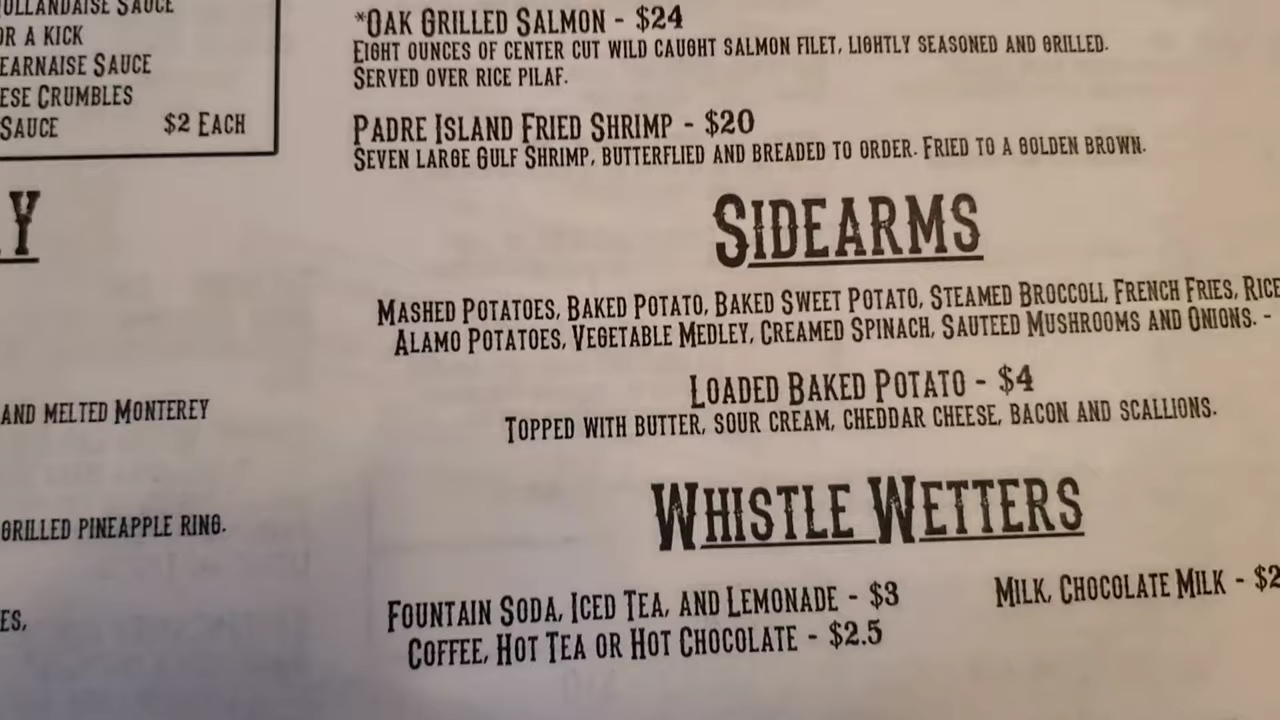 HOLLANDAISE SAUCE
OR A KICK
EARNAISE SAUCE
ESE CRUMBLES
SAUCE $2 EACH
Y
AND MELTED MONTEREY
GRILLED PINEAPPLE RING.
ES,
*OAK GRILLED SALMON - $24
EIGHT OUNCES OF CENTER CUT WILD CAUGHT SALMON FILET, LIGHTLY SEASONED AND GRILLED.
SERVED OVER RICE PILAF.
PADRE ISLAND FRIED SHRIMP - $20
SEVEN LARGE GULF SHRIMP, BUTTERFLIED AND BREADED TO ORDER. FRIED TO A GOLDEN BROWN.
SIDEARMS
MASHED POTATOES, BAKED POTATO, BAKED SWEET POTATO, STEAMED BROCCOLI, FRENCH FRIES, RICE
ALAMO POTATOES, VEGETABLE MEDLEY, CREAMED SPINACH, SAUTEED MUSHROOMS AND ONIONS. -
LOADED BAKED POTATO - $4
TOPPED WITH BUTTER, SOUR CREAM, CHEDDAR CHEESE, BACON AND SCALLIONS.
WHISTLE WETTERS
FOUNTAIN SODA, ICED TEA, AND LEMONADE - $3
MILK, CHOCOLATE MILK - $2
COFFEE, HOT TEA OR HOT CHOCOLATE - $2.5